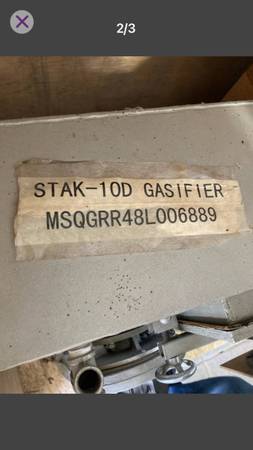 2/3
STAK-10D GASIFIER
MSQGRR48L006889